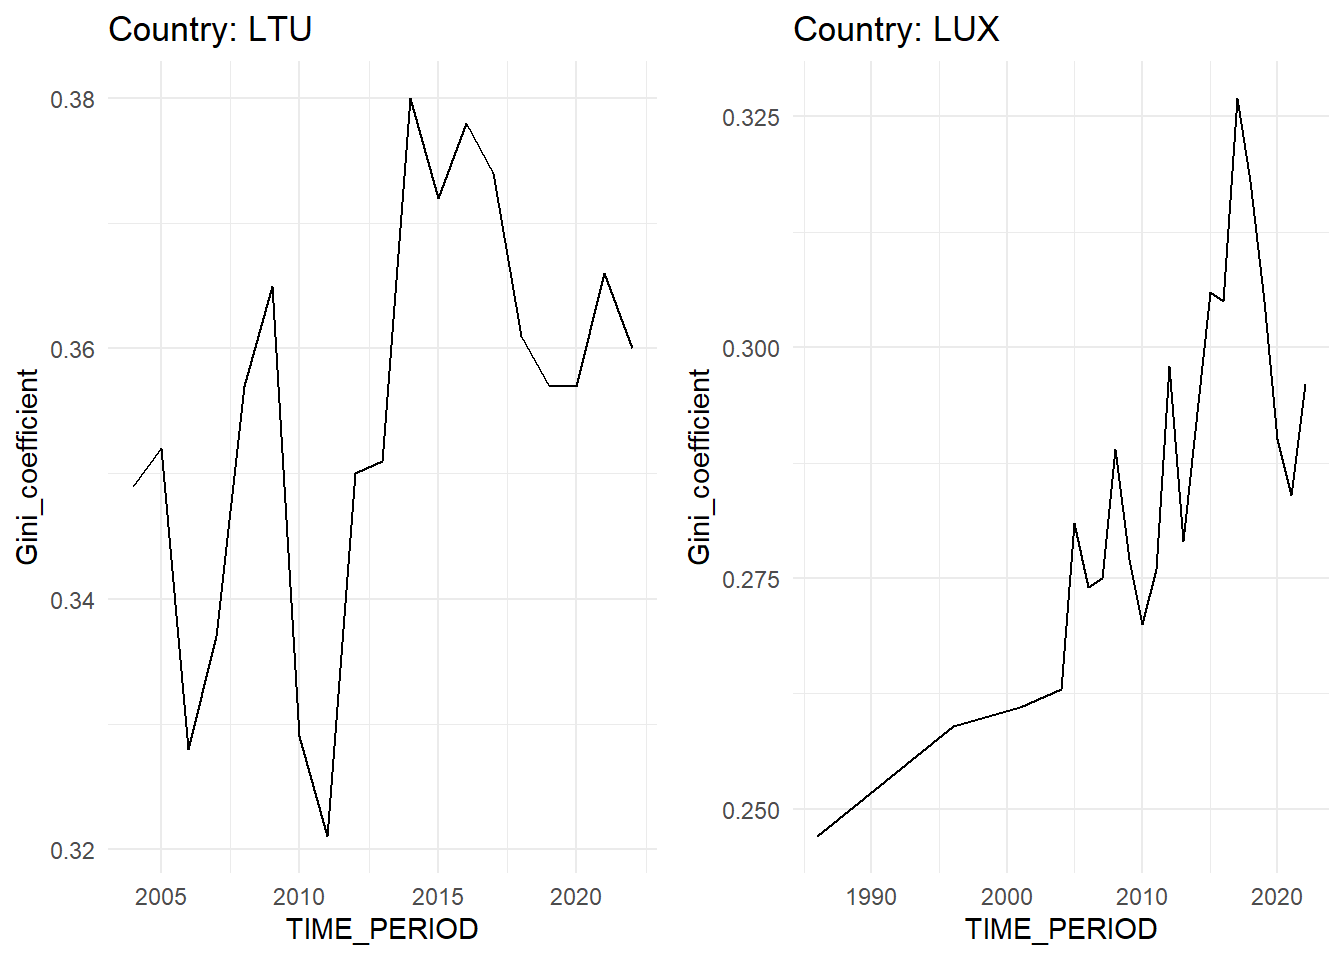 Country: LTU
Gini_coefficient
0.38
0.36
0.34
0.32
2005 2010 2015 2020
TIME_PERIOD
Country: LUX
Gini_coefficient
0.325
0.300
0.275
0.250
1990 2000 2010 2020
TIME_PERIOD